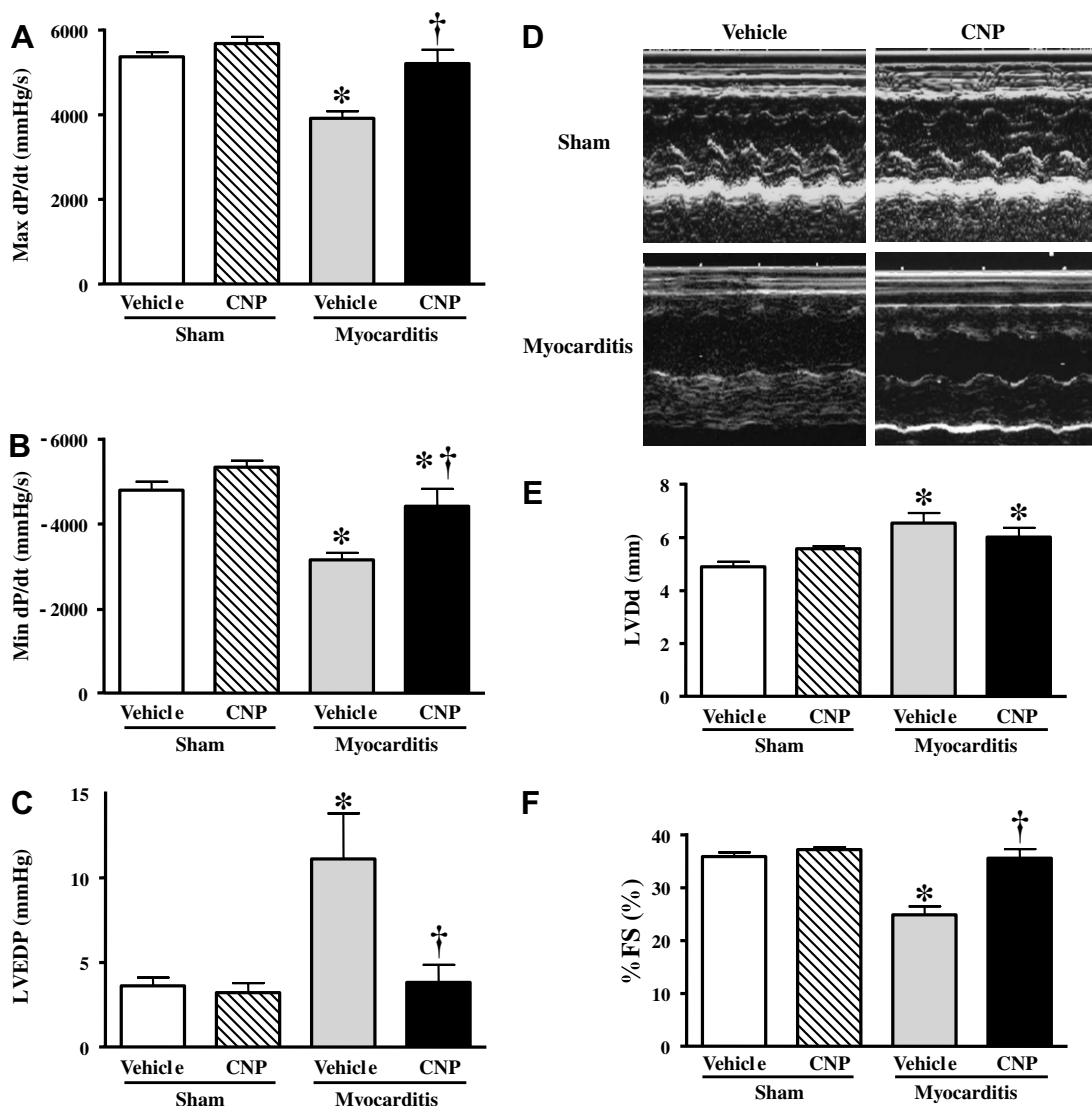 A
Max dP/dt (mmHg/s)
6000
4000
2000
0
*
†
Vehicle CNP Vehicle CNP
Sham Myocarditis
B
Min dP/dt (mmHg/s)
-6000
-4000
-2000
0
*
*†
Vehicle CNP Vehicle CNP
Sham Myocarditis
C
LVEDP (mmHg)
15
10
5
0
*
†
Vehicle CNP Vehicle CNP
Sham Myocarditis
D
Vehicle CNP
Sham
Myocarditis
E
LVDd (mm)
8
6
4
2
0
*
*
Vehicle CNP Vehicle CNP
Sham Myocarditis
F
%FS (%)
40
30
20
10
0
*
†
Vehicle CNP Vehicle CNP
Sham Myocarditis